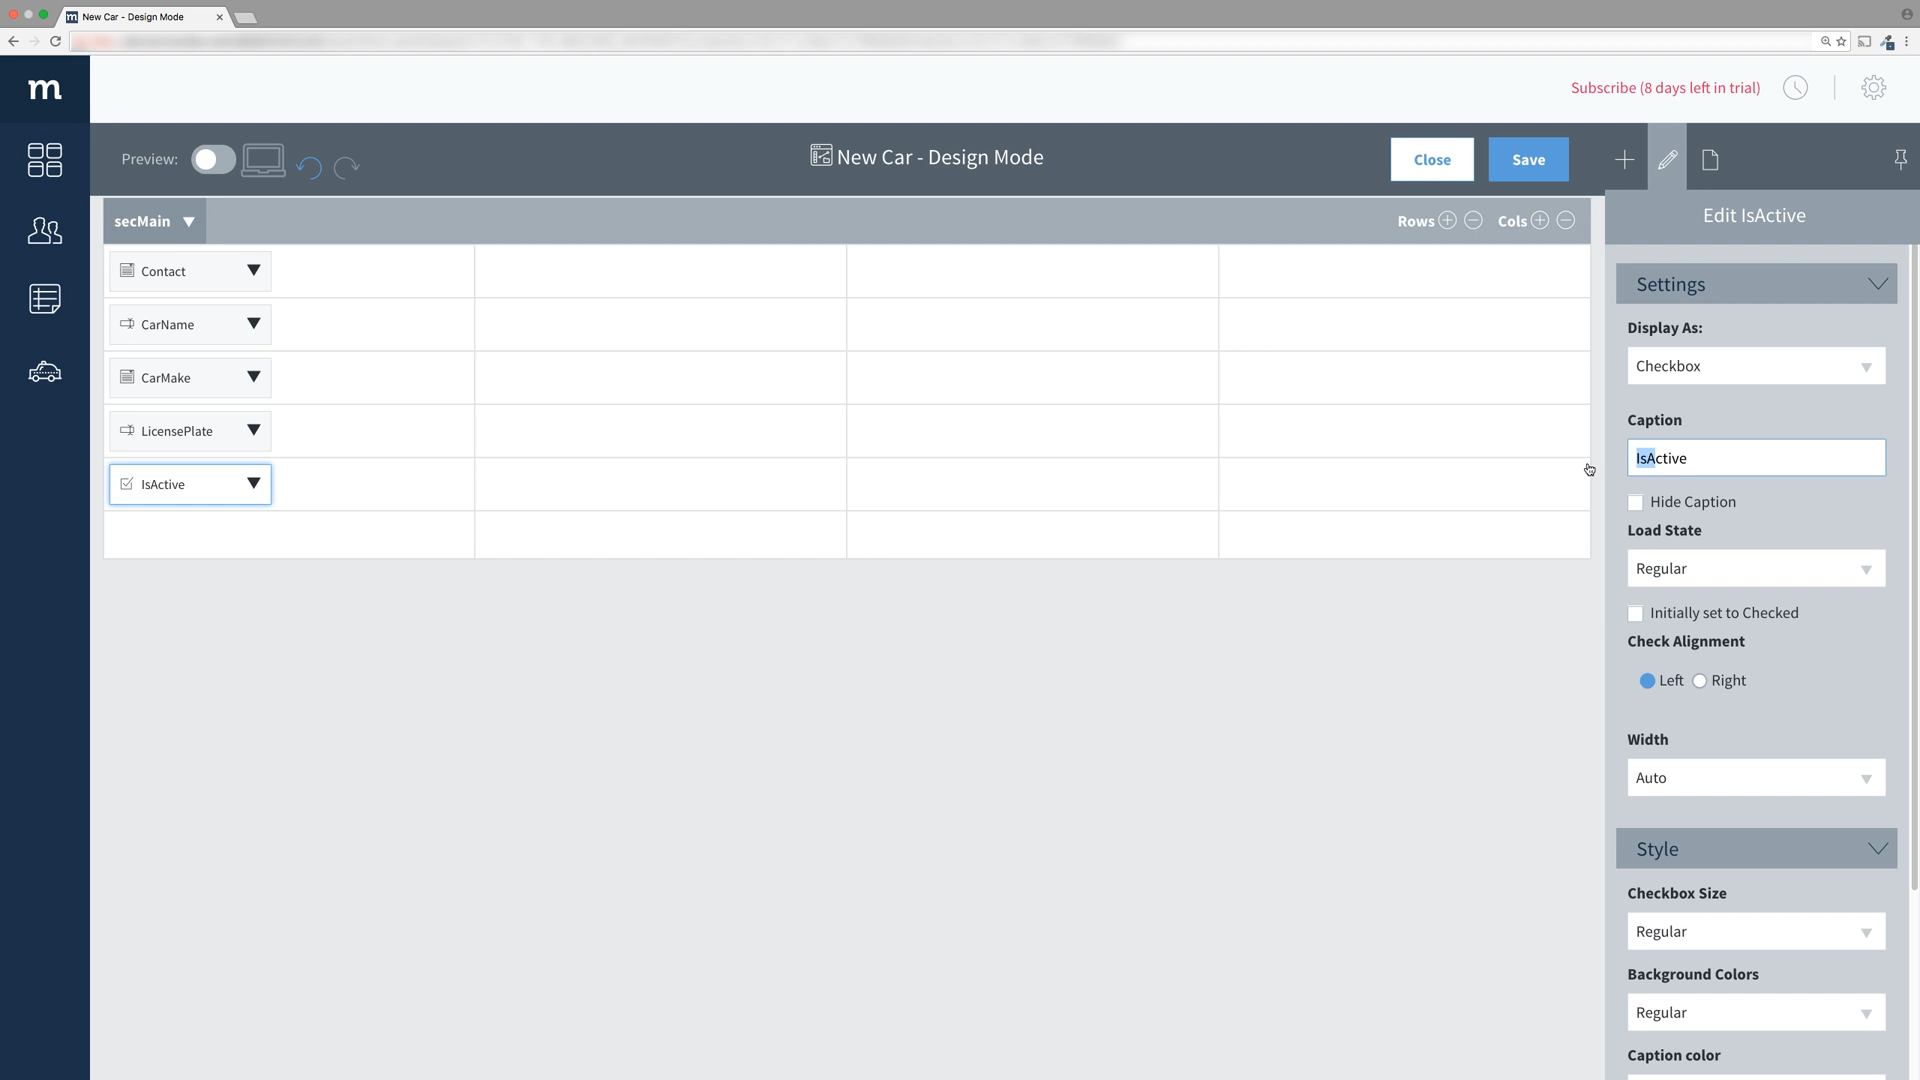 New Car - Design Mode
m
Subscribe (8 days left in trial)
Preview:
New Car - Design Mode
Close
Save
secMain
Rows
Cols
Edit IsActive
Contact
CarName
CarMake
LicensePlate
IsActive
Settings
Display As:
Checkbox
Caption
IsActive
Hide Caption
Load State
Regular
Initially set to Checked
Check Alignment
Left
Right
Width
Auto
Style
Checkbox Size
Regular
Background Colors
Regular
Caption color